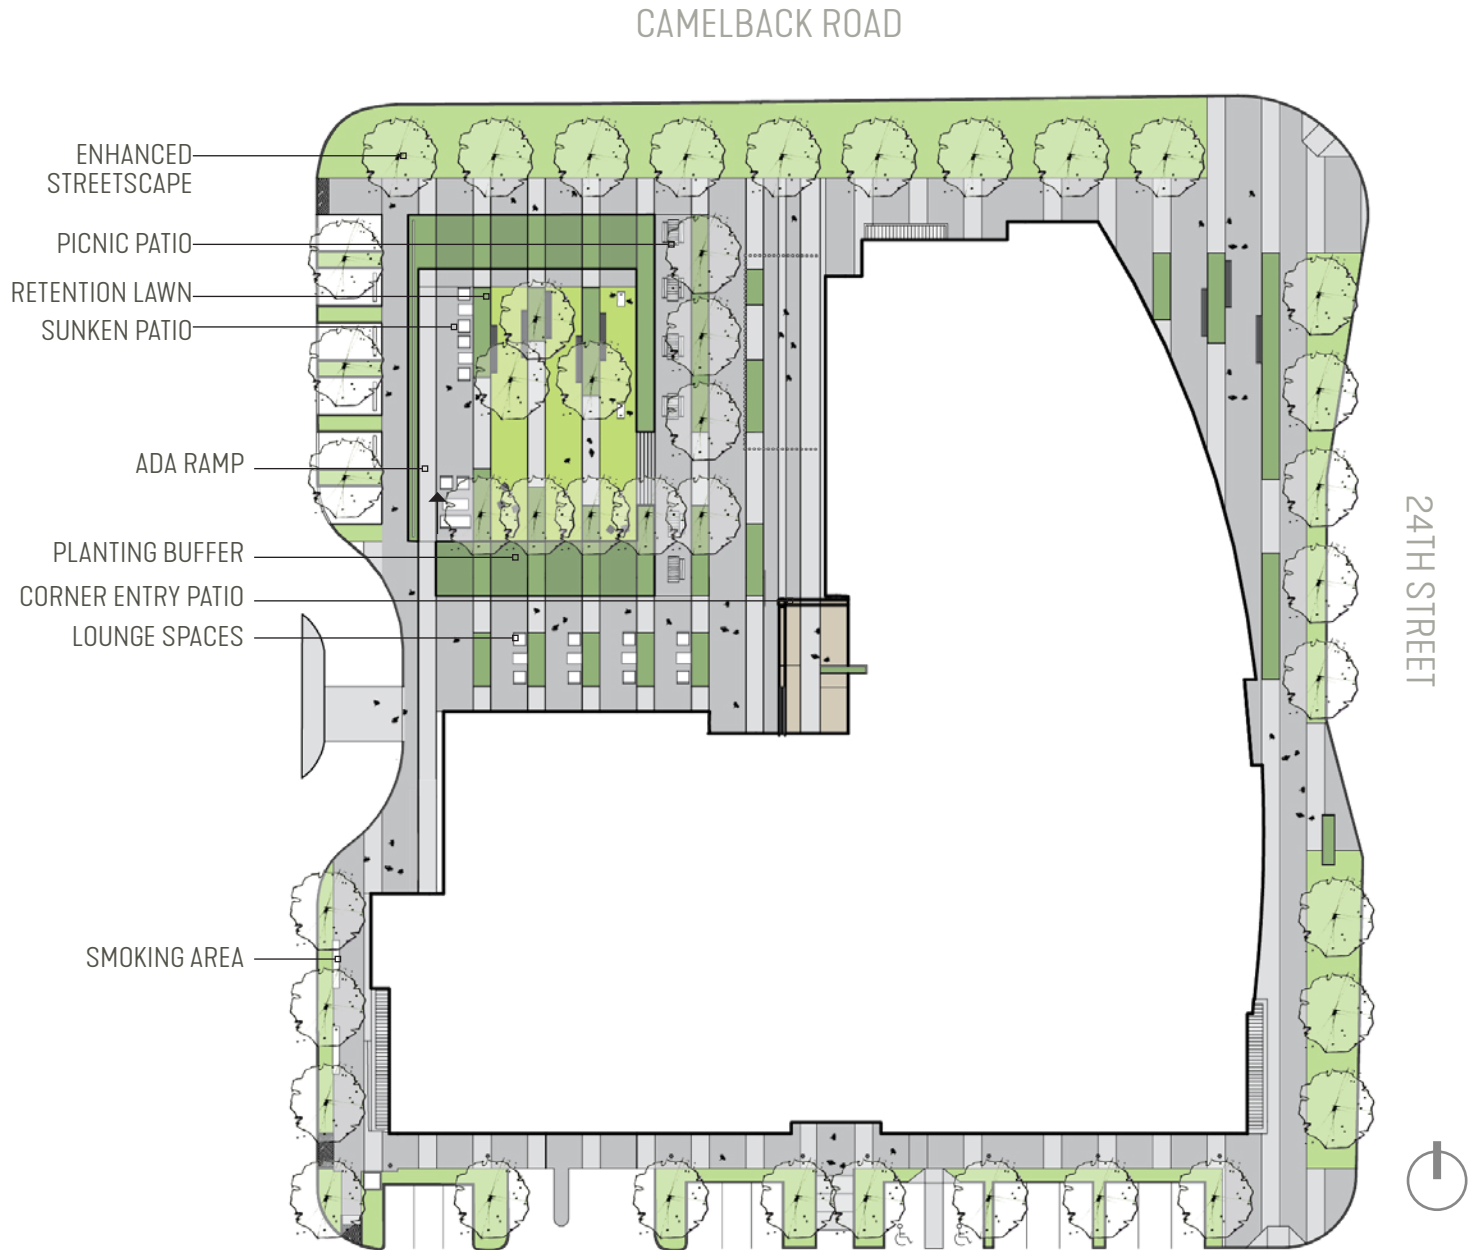 CAMELBACK ROAD
ENHANCED
STREETSCAPE
PICNIC PATIO
RETENTION LAWN
SUNKEN PATIO
ADA RAMP
PLANTING BUFFER
CORNER ENTRY PATIO
LOUNGE SPACES
SMOKING AREA
24TH STREET